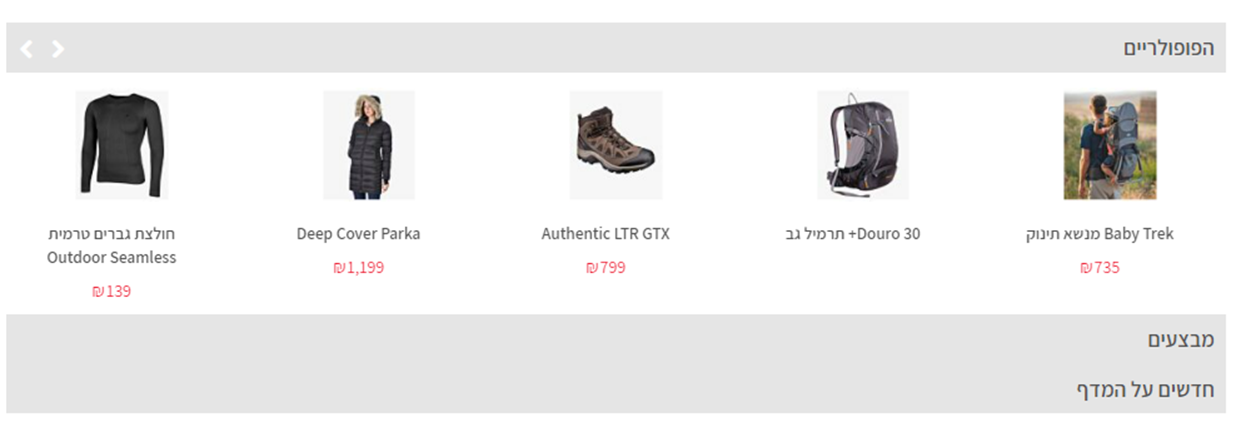 הפופולריים
מנשא תינוק Baby Trek
₪735
תרמיל גב +Douro 30
Authentic LTR GTX
₪799
Deep Cover Parka
₪1,199
חולצת גברים טרמית
Outdoor Seamless
₪139
מבצעים
חדשים על המדף